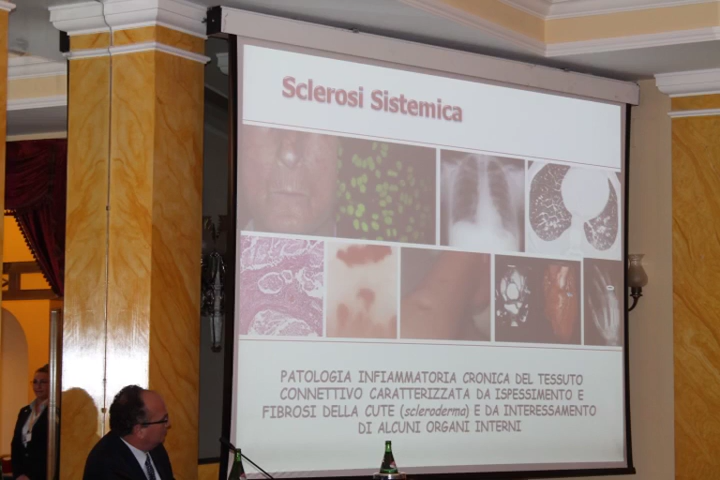 Sclerosi Sistemica
PATOLOGIA INFIAMMATORIA CRONICA DEL TESSUTO
CONNETTIVO CARATTERIZZATA DA ISPESSIMENTO E
FIBROSI DELLA CUTE (scleroderma) E DA INTERESSAMENTO
DI ALCUNI ORGANI INTERNI